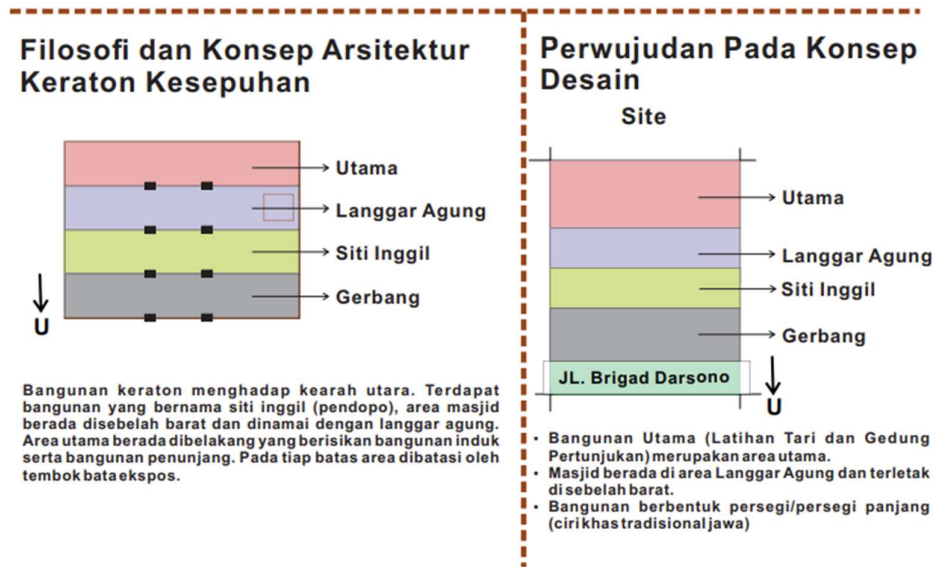 Filosofi dan Konsep Arsitektur
Keraton Kesepuhan
Utama
Langgar Agung
Siti Inggil
Gerbang
U
Bangunan keraton menghadap kearah utara. Terdapat
bangunan yang bernama siti inggil (pendopo), area masjid
berada disebelah barat dan dinamai dengan langgar agung.
Area utama berada dibelakang yang berisikan bangunan induk
serta bangunan penunjang. Pada tiap batas area dibatasi oleh
tembok bata ekspos.
Perwujudan Pada Konsep
Desain
Site
Utama
Langgar Agung
Siti Inggil
Gerbang
JL. Brigad Darsono
U
• Bangunan Utama (Latihan Tari dan Gedung
Pertunjukan) merupakan area utama.
• Masjid berada di area Langgar Agung dan terletak
di sebelah barat.
• Bangunan berbentuk persegi/persegi panjang
(ciri khas tradisional jawa)